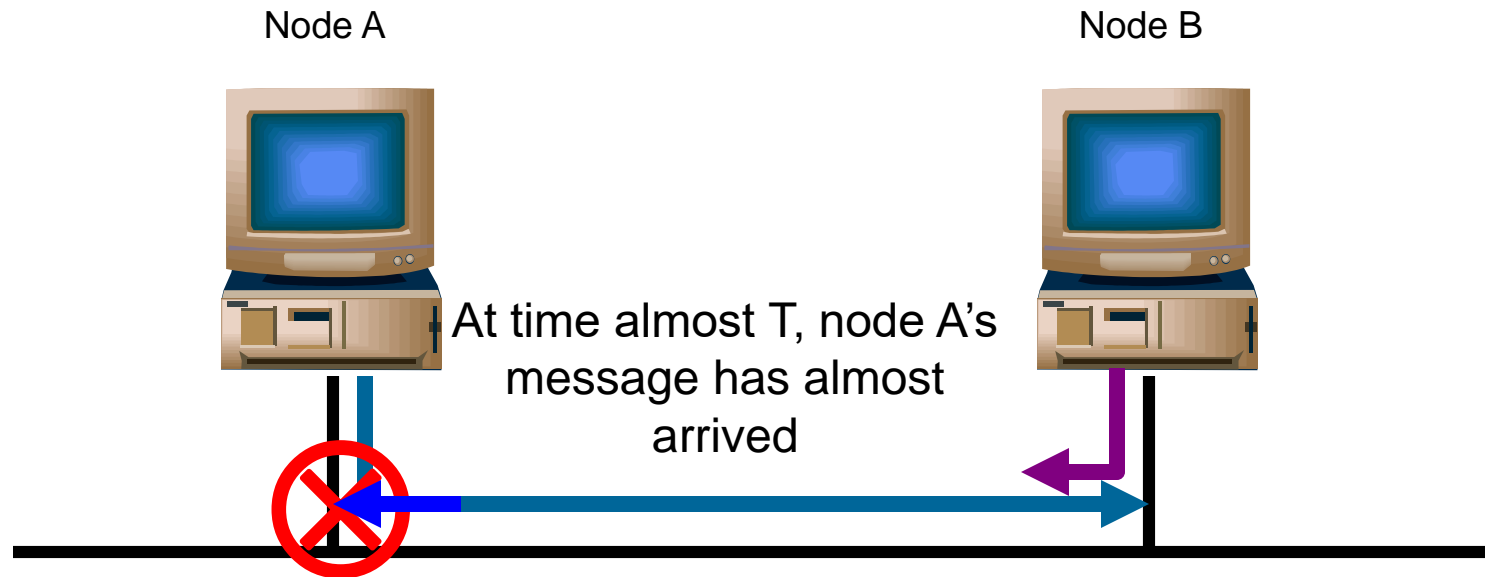 Node A
Node B
At time almost T, node A’s
message has almost
arrived